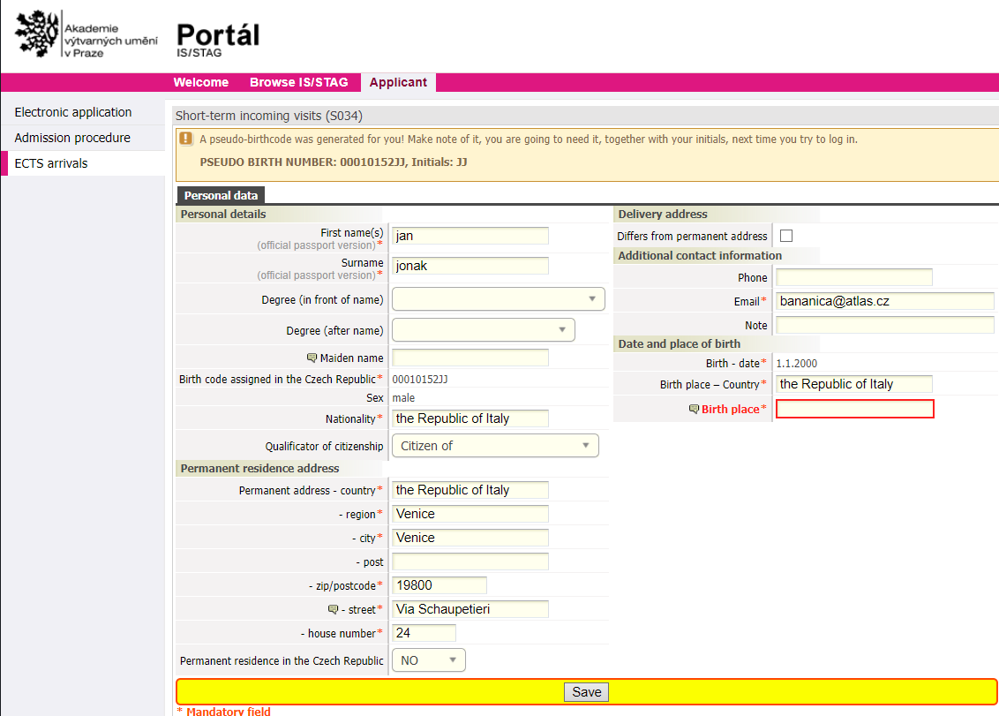 Akademie
výtvarných umění
v Praze
Portál
IS/STAG
Welcome Browse IS/STAG Applicant
Electronic application
Admission procedure
ECTS arrivals
Short-term incoming visits (S034)
A pseudo-birthcode was generated for you! Make note of it, you are going to need it, together with your initials, next time you try to log in.
PSEUDO BIRTH NUMBER: 00010152JJ, Initials: JJ
Personal data
Personal details
First name(s)
(official passport version)* jan
Surname
(official passport version)* jonak
Degree (in front of name)
Degree (after name)
Maiden name
Birth code assigned in the Czech Republic* 00010152JJ
Sex male
Nationality* the Republic of Italy
Qualificator of citizenship Citizen of
Permanent residence address
Permanent address - country* the Republic of Italy
- region* Venice
- city* Venice
- post
- zip/postcode* 19800
- street* Via Schaupetieri
- house number* 24
Permanent residence in the Czech Republic NO
Delivery address
Differs from permanent address
Additional contact information
Phone
Email* bananica@atlas.cz
Note
Date and place of birth
Birth - date* 1.1.2000
Birth place – Country* the Republic of Italy
Birth place*
Save
* Mandatory field